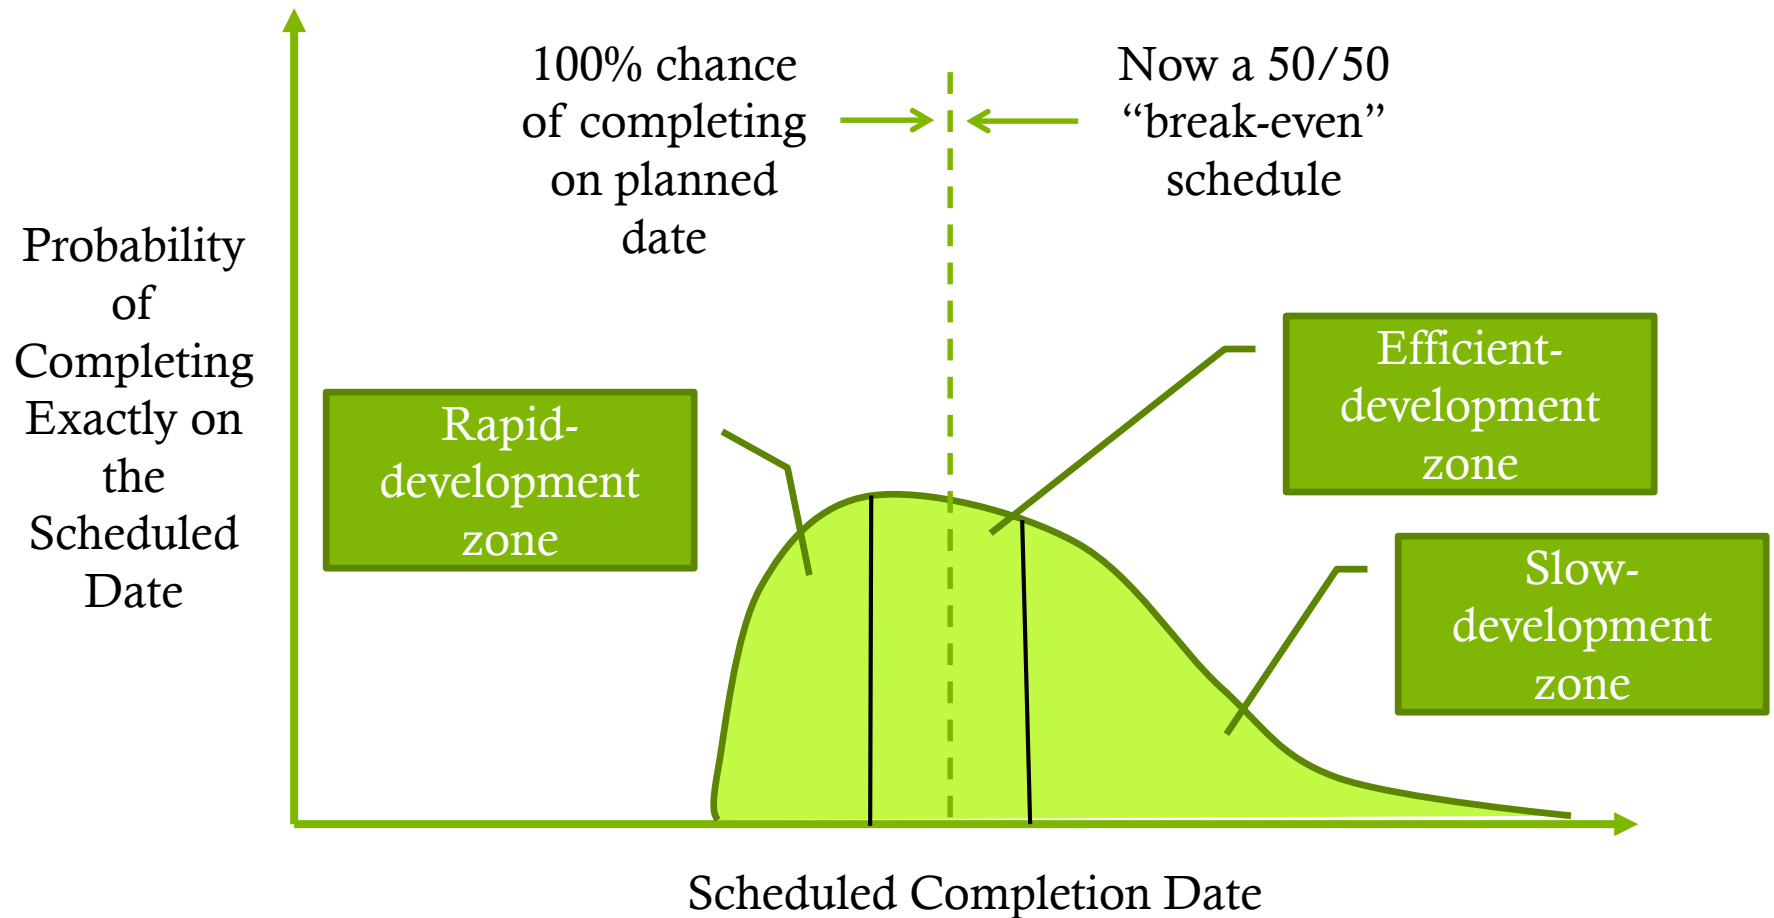 100% chance
of completing
on planned
date
Now a 50/50
“break-even”
schedule
Probability
of
Completing
Exactly on
the
Scheduled
Date
Rapid-
development
zone
Efficient-
development
zone
Slow-
development
zone
Scheduled Completion Date